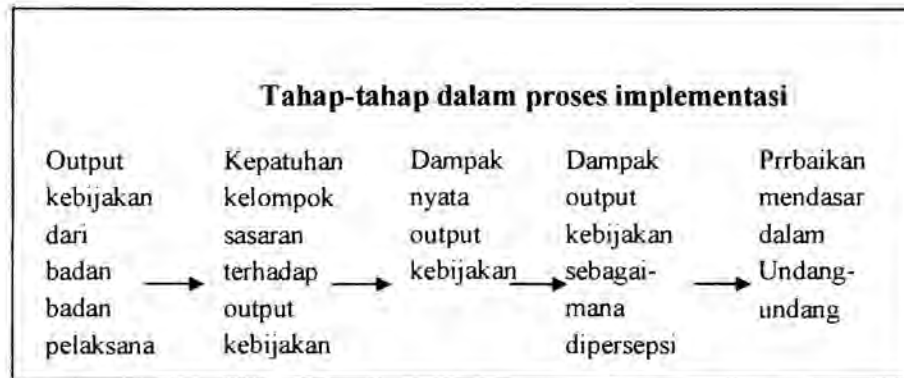 Tahap-tahap dalam proses implementasi
Output
kebijakan
dari
badan
badan
pelaksana
Kepatuhan
kelompok
sasaran
terhadap
output
kebijakan
Dampak
nyata
output
kebijakan
Dampak
output
kebijakan
sebagai-
mana
dipersepsi
Prrbaikan
mendasar
dalam
Undang-
undang